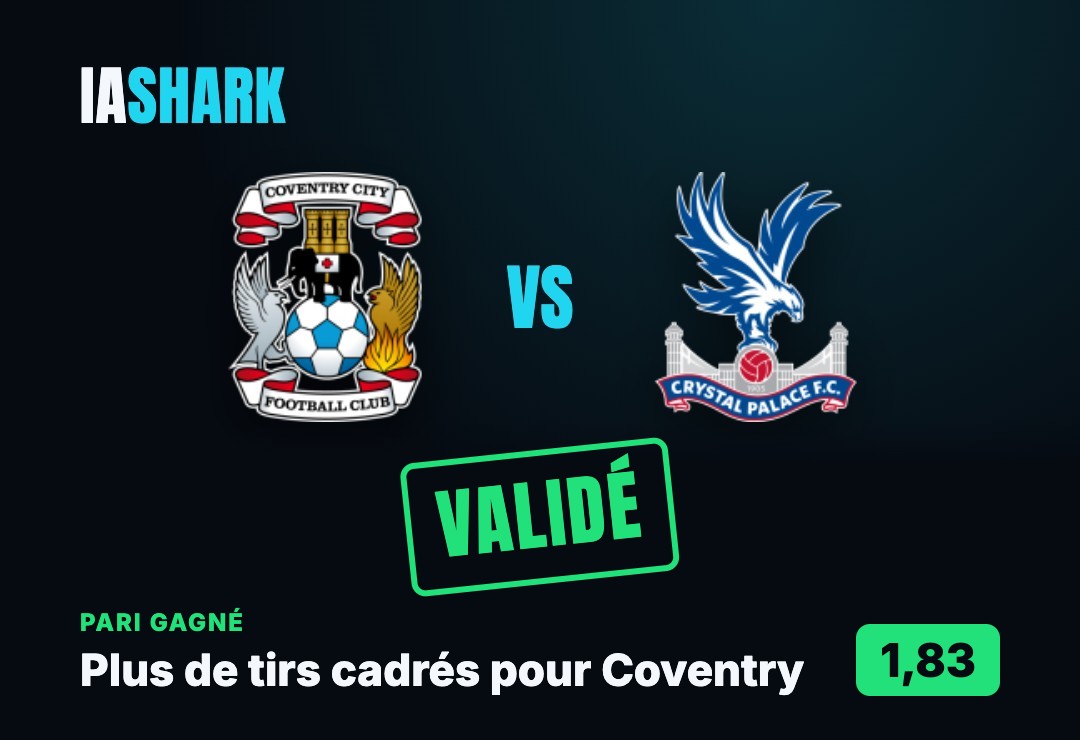 IASHARK
COVENTRY CITY
FOOTBALL CLUB
VS
1905
CRYSTAL PALACE F.C.
VALIDÉ
PARI GAGNÉ
Plus de tirs cadrés pour Coventry
1,83